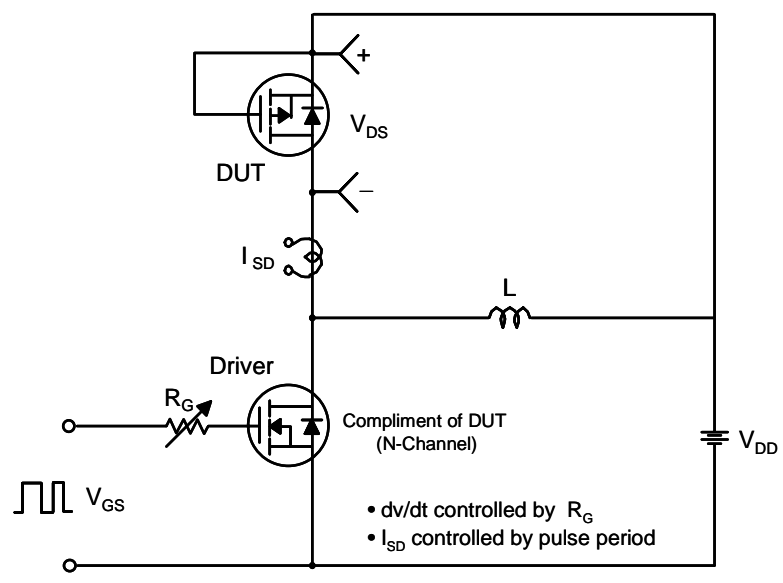 +
V_DS
DUT
−
I_SD
L
Driver
R_G
Compliment of DUT
(N-Channel)
V_DD
V_GS
• dv/dt controlled by R_G
• I_SD controlled by pulse period